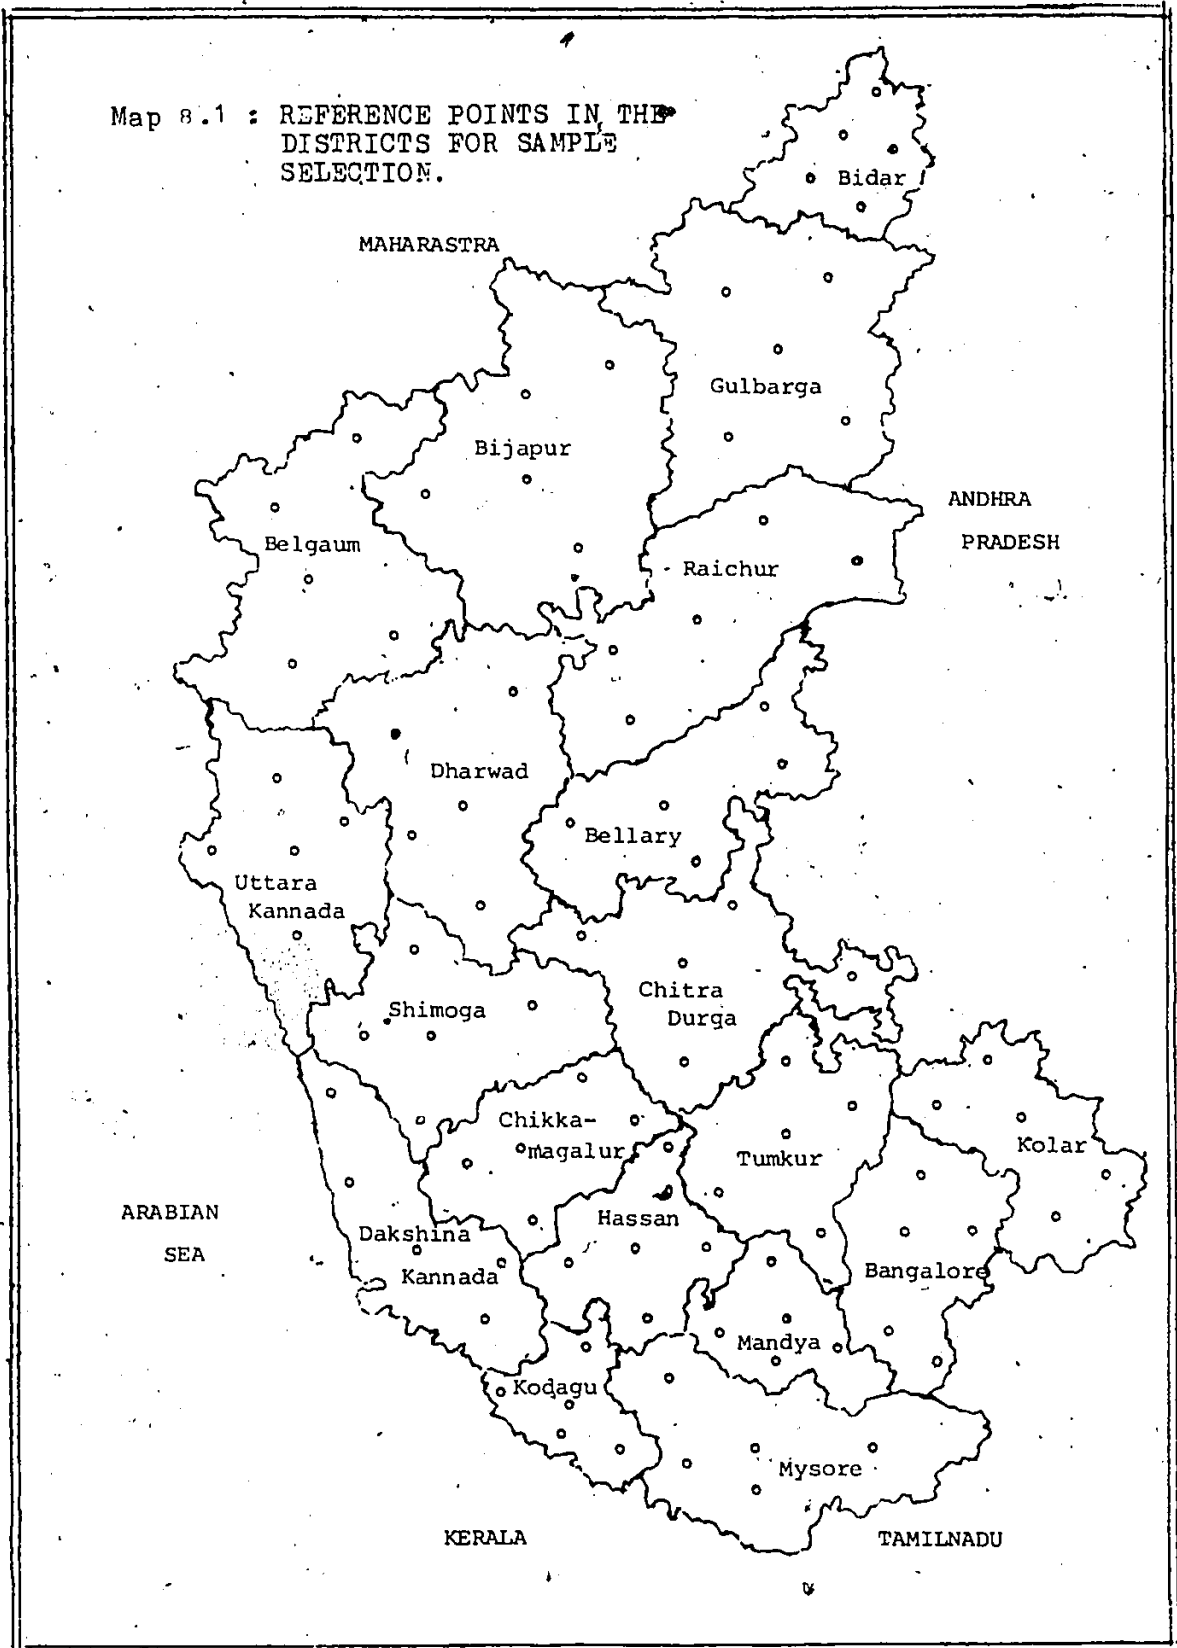 Map 8.1 : REFERENCE POINTS IN THE
DISTRICTS FOR SAMPLE
SELECTION.
Bidar
MAHARASTRA
Gulbarga
Bijapur
ANDHRA
PRADESH
Belgaum
Raichur
Dharwad
Bellary
Uttara
Kannada
Chitra
Durga
Shimoga
Chikka-
magalur
Kolar
Tumkur
ARABIAN
SEA
Hassan
Dakshina
Kannada
Bangalore
Mandya
Kodagu
Mysore
KERALA
TAMILNADU